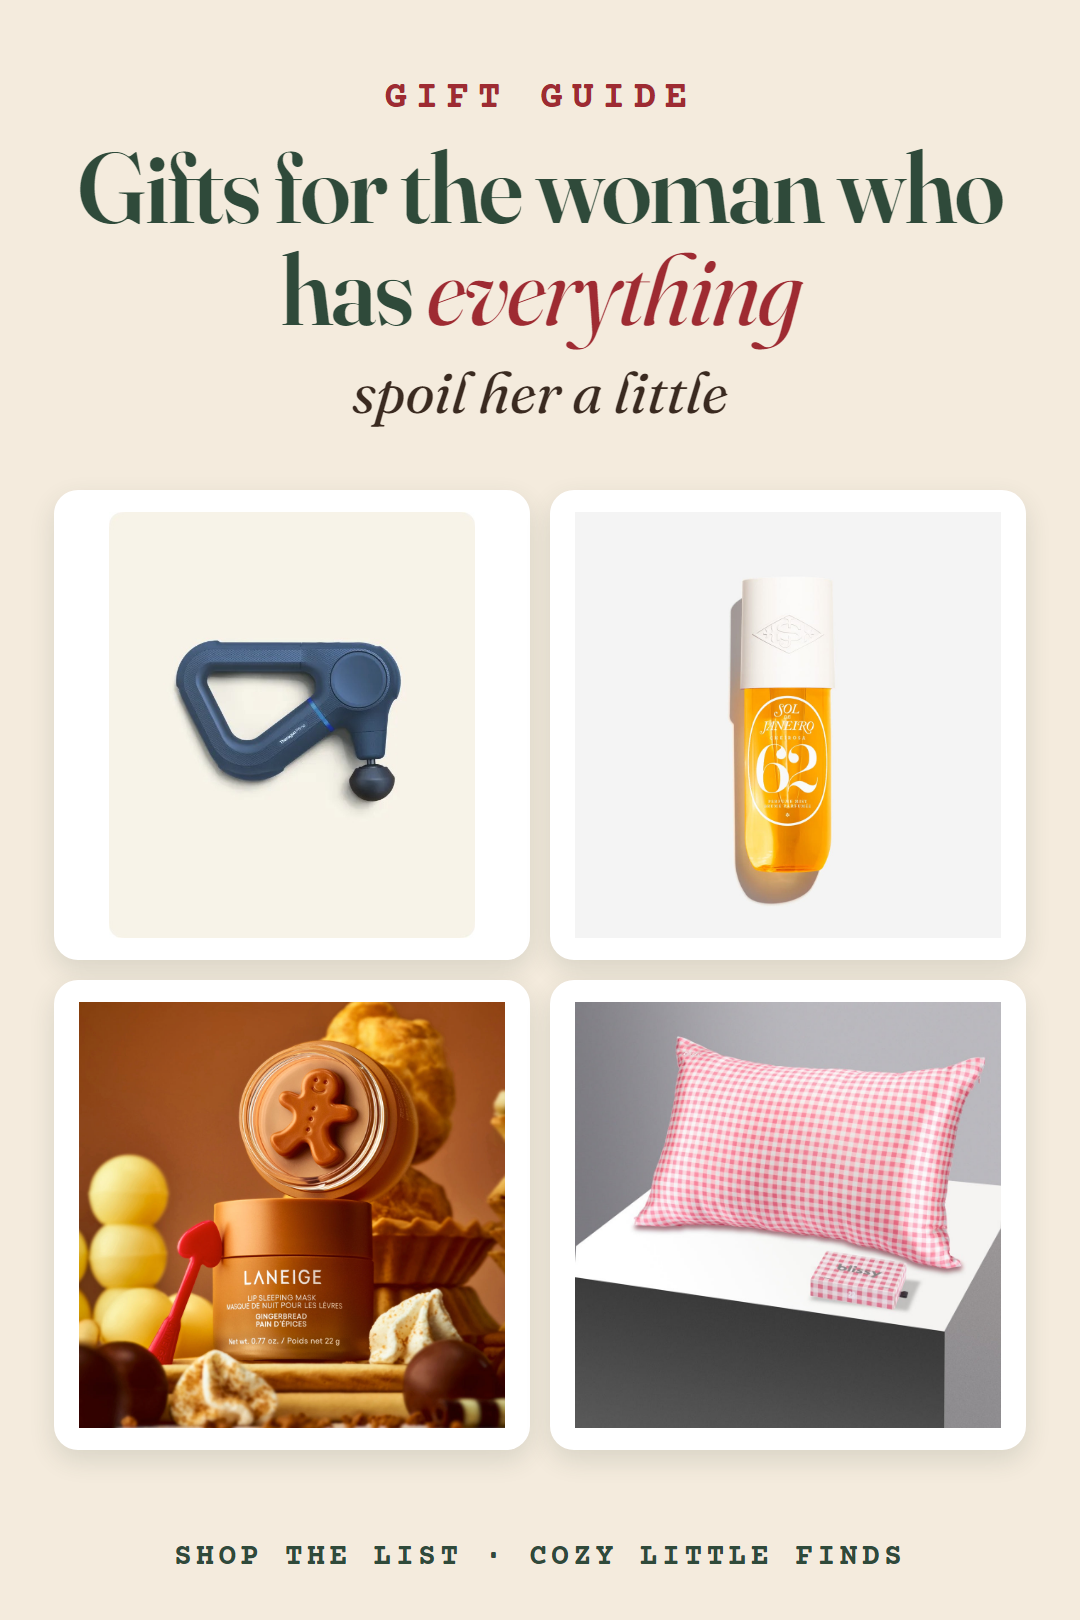 GIFT GUIDE
Gifts for the woman who
has everything
spoil her a little
SOL
DE
JANEIRO
62
LANEIGE
LIP SLEEPING MASK
MASQUE DE NUIT POUR LES LÈVRES
GINGERBREAD
PAIN D'ÉPICES
Net wt. 0.77 oz. / Poids net 22 g
blissy
SHOP THE LIST · COZY LITTLE FINDS